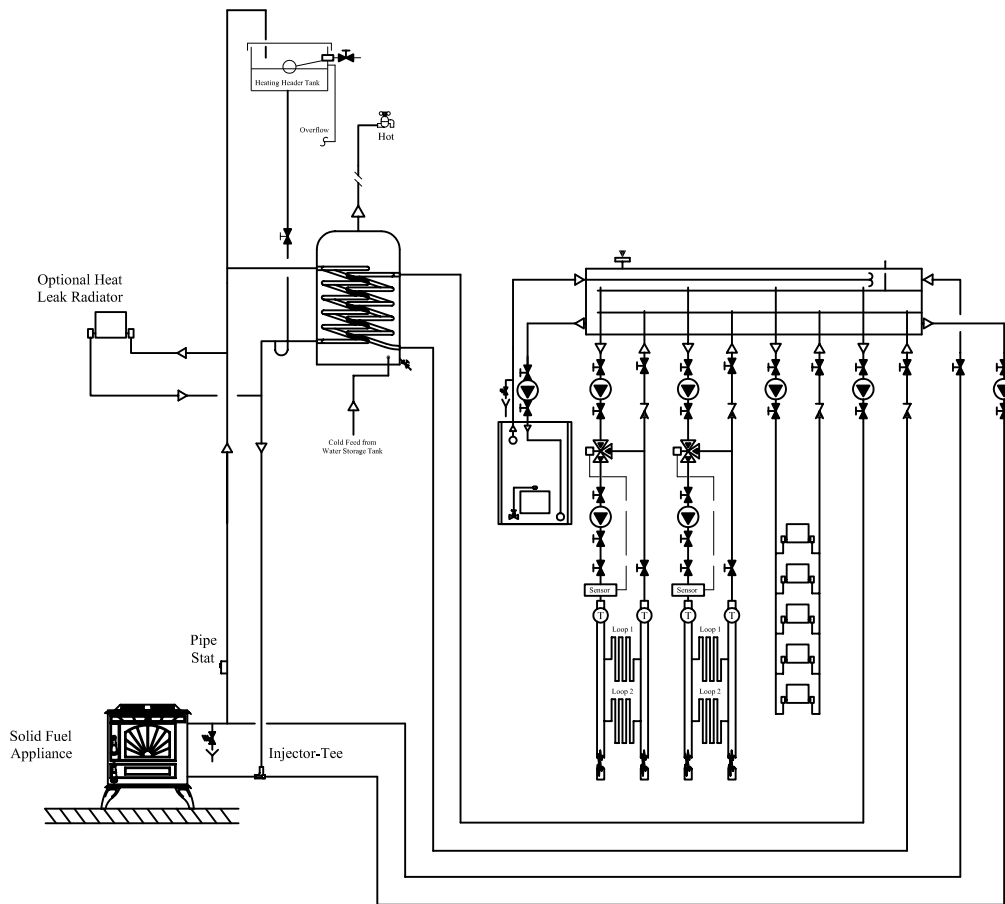 Heating Header Tank
Overflow
Hot
Optional Heat
Leak Radiator
Cold Feed from
Water Storage Tank
Sensor
Sensor
T
T
T
T
Loop 1
Loop 1
Loop 2
Loop 2
Pipe
Stat
Solid Fuel
Appliance
Injector-Tee